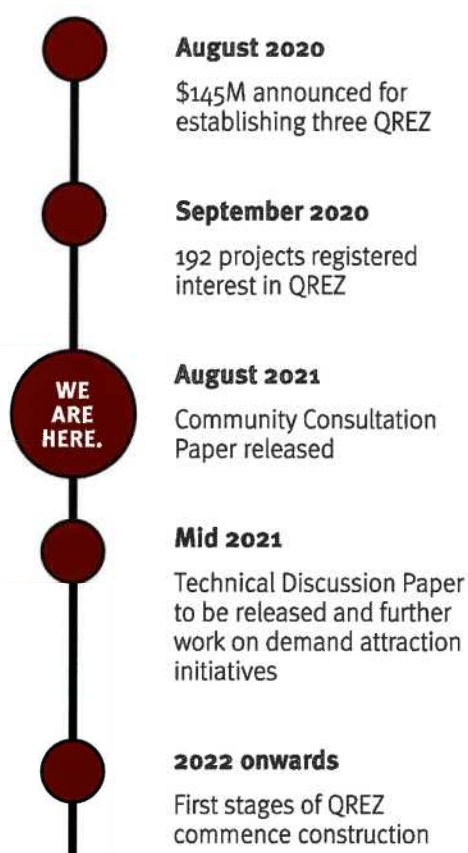 August 2020
$145M announced for
establishing three QREZ
September 2020
192 projects registered
interest in QREZ
WE
ARE
HERE.
August 2021
Community Consultation
Paper released
Mid 2021
Technical Discussion Paper
to be released and further
work on demand attraction
initiatives
2022 onwards
First stages of QREZ
commence construction